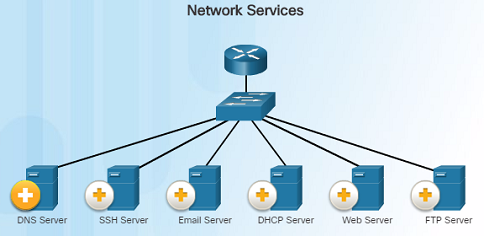 Network Services
DNS Server
SSH Server
Email Server
DHCP Server
Web Server
FTP Server